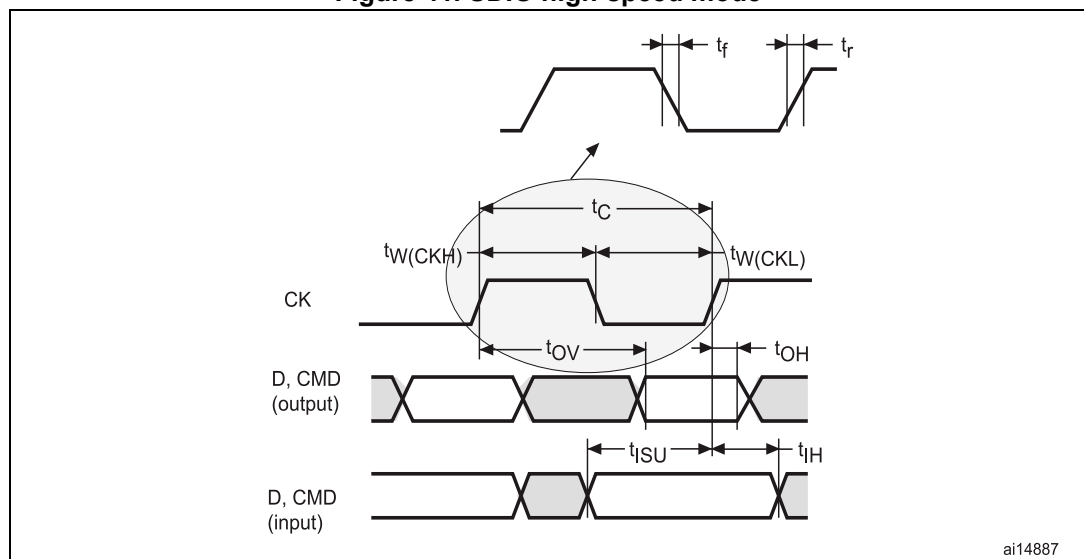 Figure 41. SDIO high-speed mode
tf
tr
tC
tW(CKH)
tW(CKL)
CK
tOV
tOH
D, CMD
(output)
tISU
tIH
D, CMD
(input)
ai14887